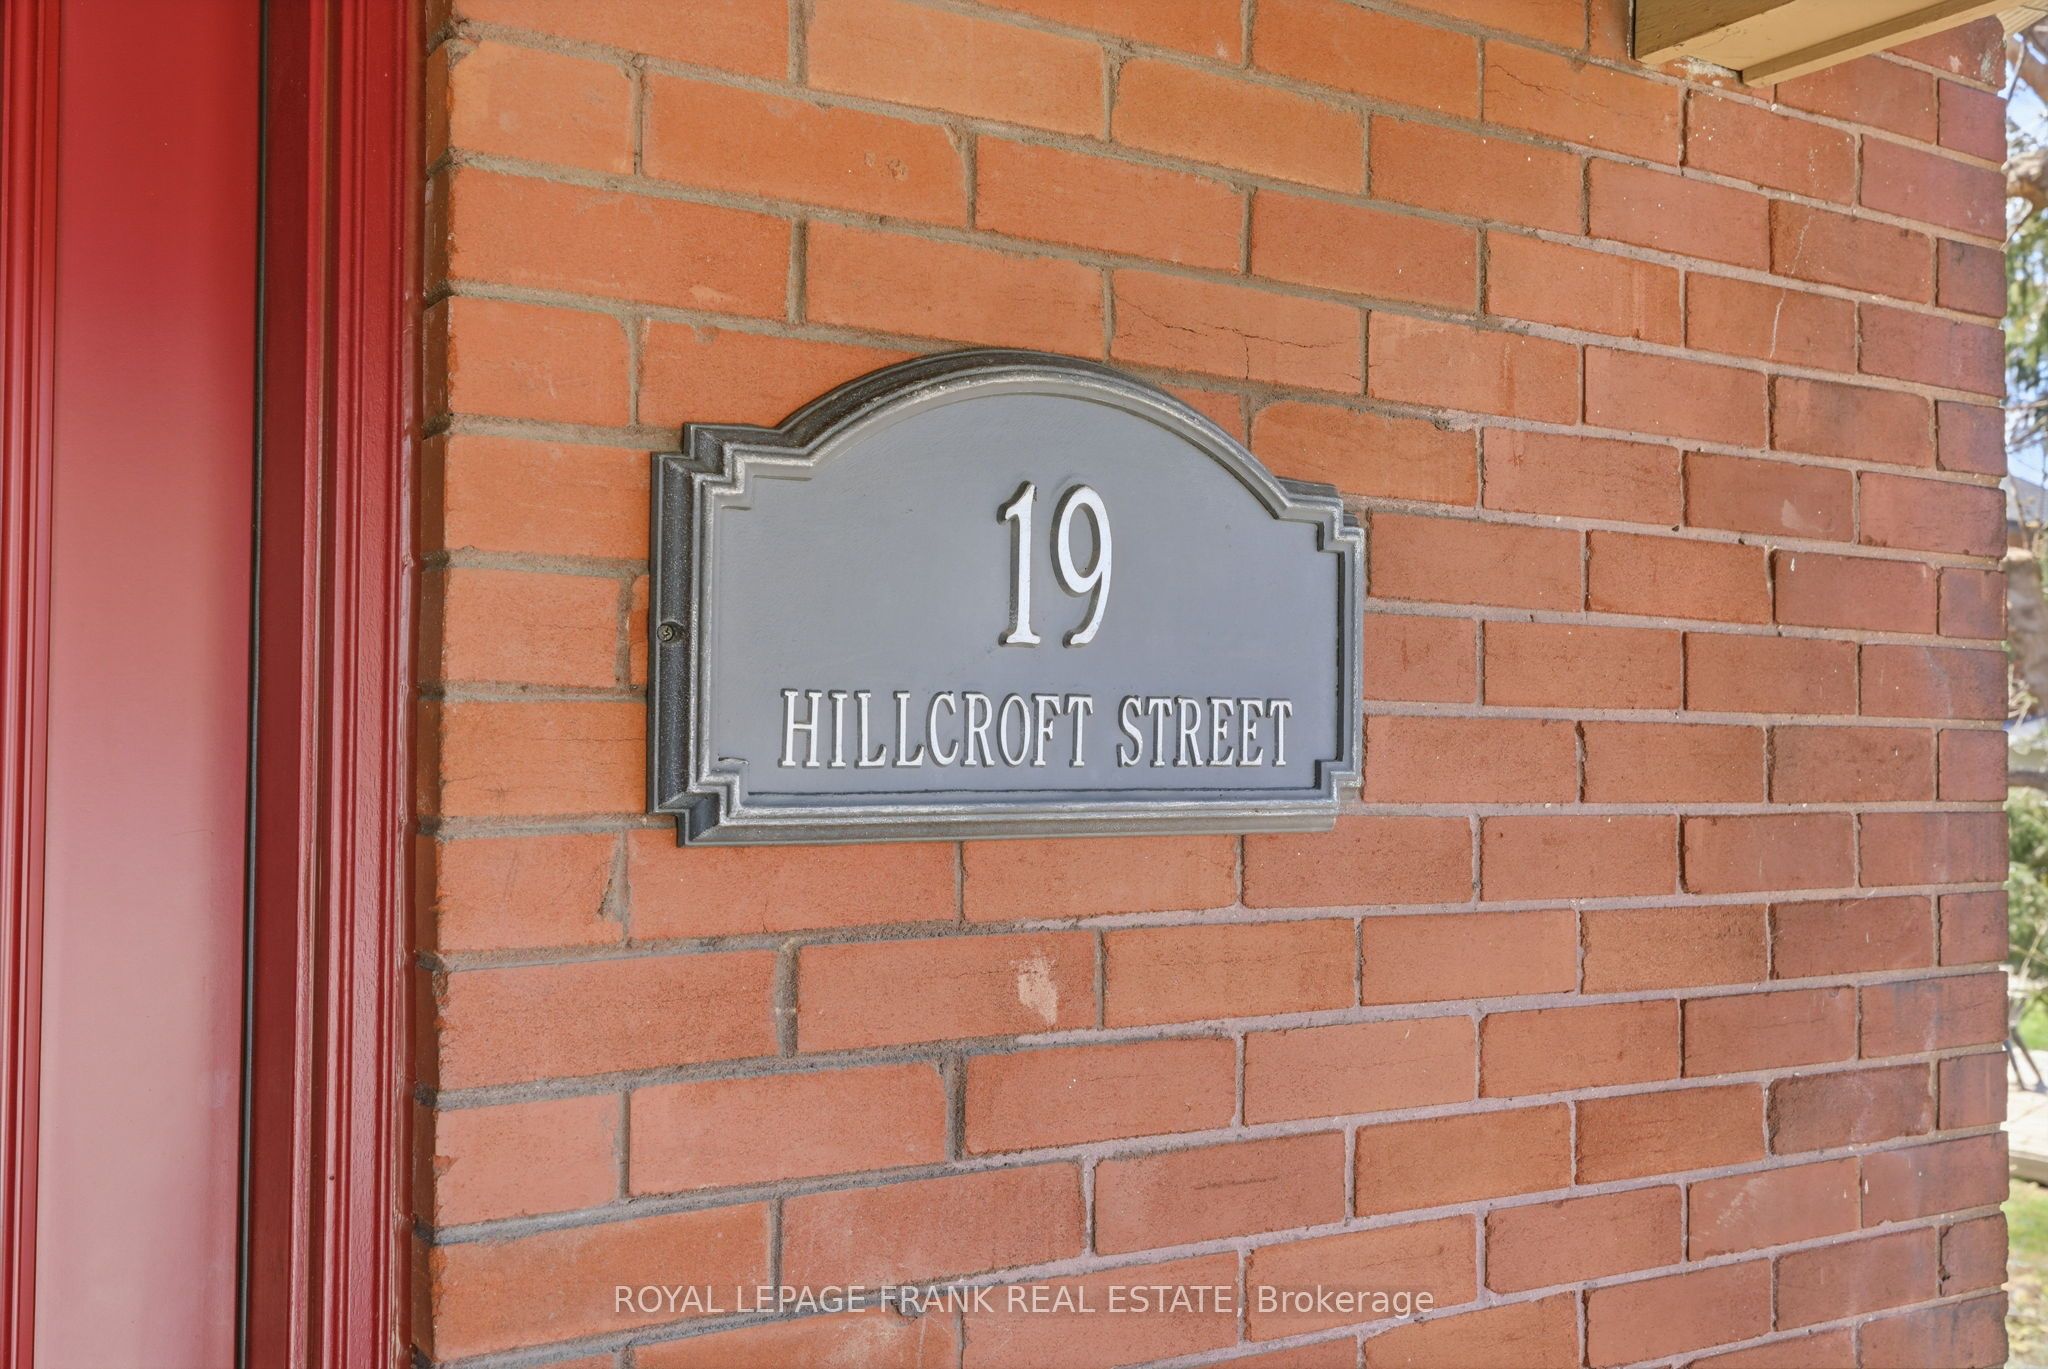 19
HILLCROFT STREET
ROYAL LEPAGE FRANK REAL ESTATE, Brokerage